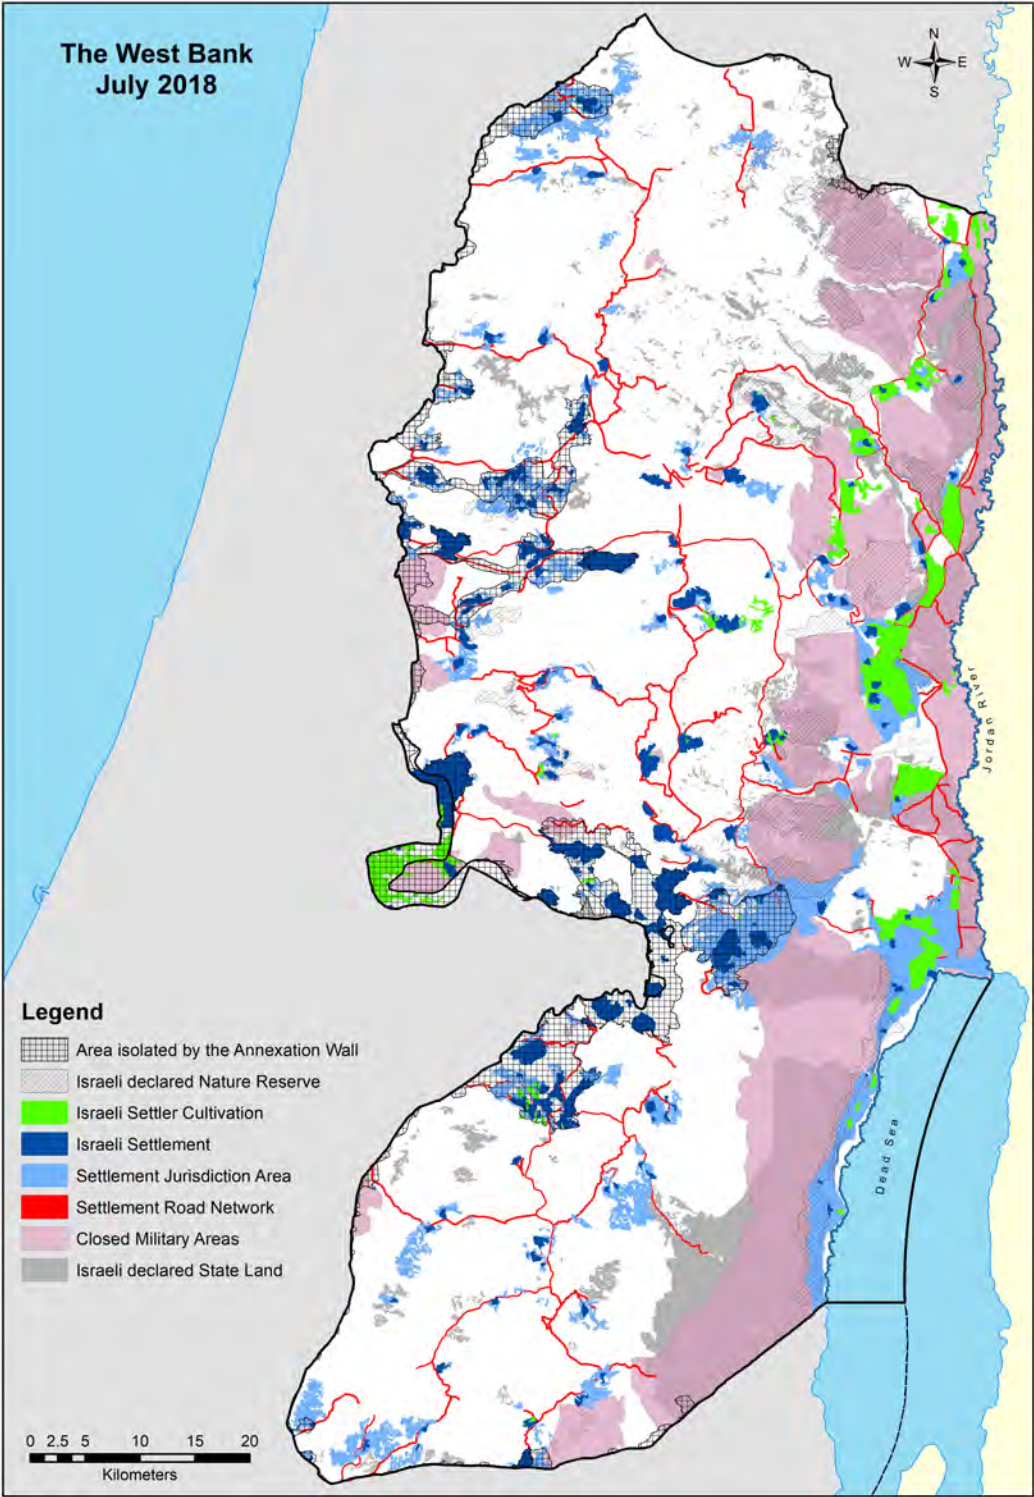 The West Bank
July 2018
N
W E
S
Jordan River
Dead Sea
Legend
Area isolated by the Annexation Wall
Israeli declared Nature Reserve
Israeli Settler Cultivation
Israeli Settlement
Settlement Jurisdiction Area
Settlement Road Network
Closed Military Areas
Israeli declared State Land
0 2.5 5 10 15 20
Kilometers